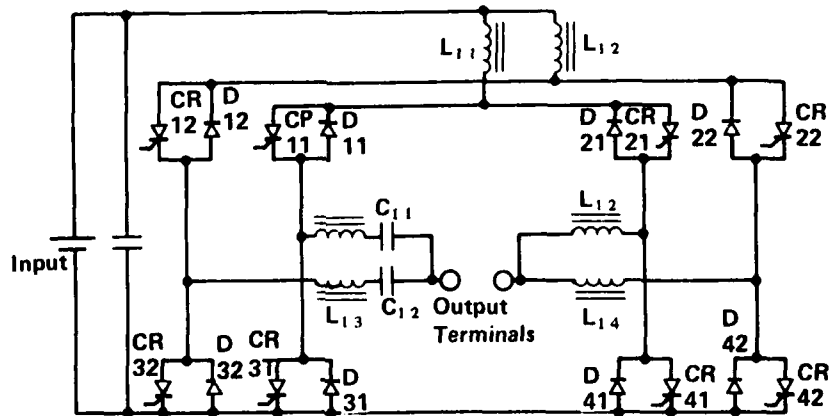 L11 L12
CR 12
D 12
CP 11
D 11
D 21
CR 21
D 22
CR 22
C11
L12
Input
L13
C12
Output
Terminals
L14
CR 32
D 32
CR 31
D 31
D 41
CR 41
D 42
CR 42